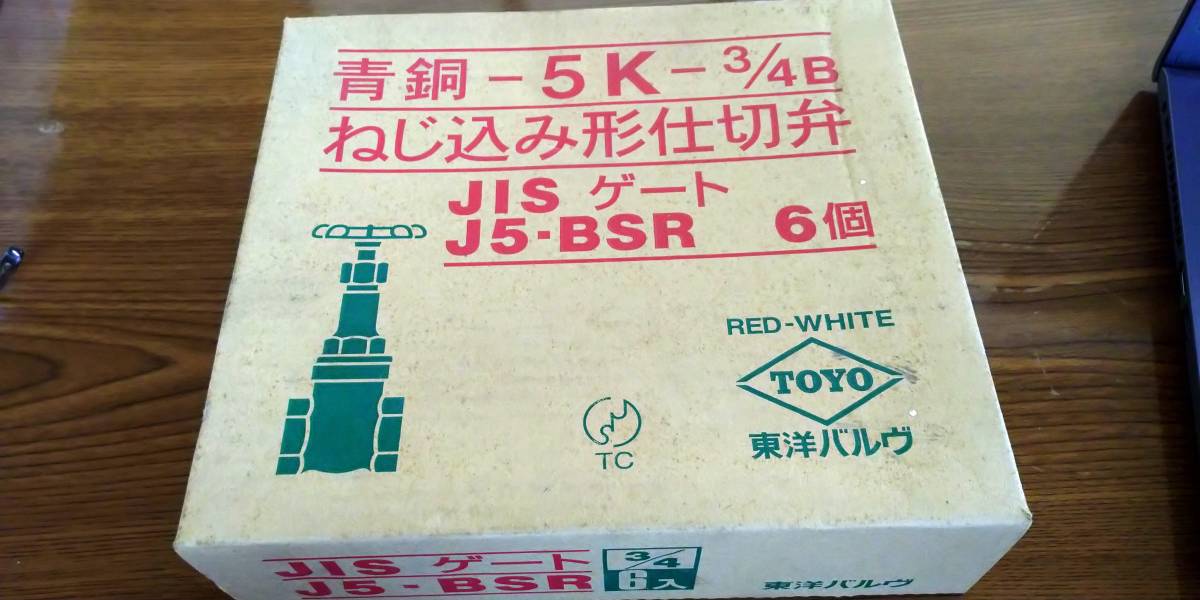 青銅-5K-3/4B
ねじ込み形仕切弁
JIS ゲート
J5-BSR 6個
RED-WHITE
TOYO
東洋バルヴ
TC
JIS ゲート
J5-BSR
3/4
6入
東洋バルヴ